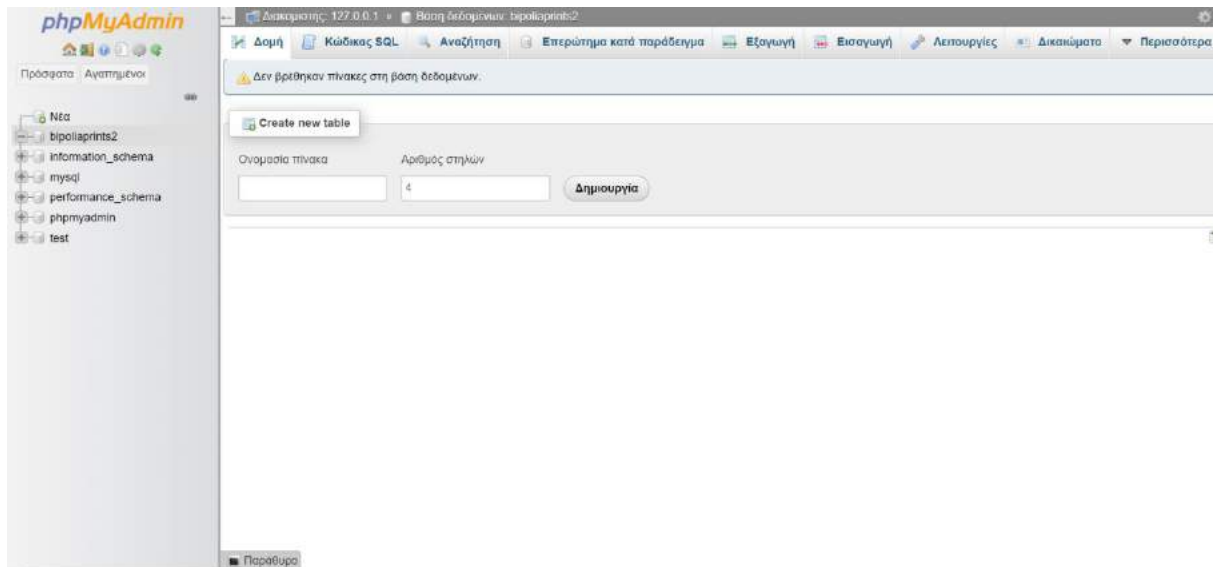 phpMyAdmin
Πρόσφατα Αγαπημένοι
Νέα
bipoliaprints2
information_schema
mysql
performance_schema
phpmyadmin
test
Διακομιστής: 127.0.0.1 » Βάση δεδομένων: bipoliaprints2
Δομή Κώδικας SQL Αναζήτηση Επερώτημα κατά παράδειγμα Εξαγωγή Εισαγωγή Λειτουργίες Δικαιώματα Περισσότερα
Δεν βρέθηκαν πίνακες στη βάση δεδομένων.
Create new table
Ονομασία πίνακα Αριθμός στηλών
4 Δημιουργία
Παράθυρο